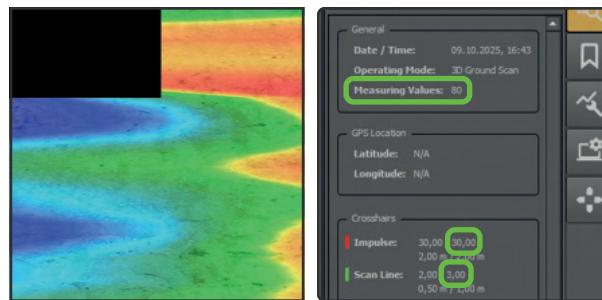 General
Date / Time: 09.10.2025, 16:43
Operating Mode: 3D Ground Scan
Measuring Values: 80
GPS Location
Latitude: N/A
Longitude: N/A
Crosshairs
Impulse: 30,00 30,00
2,00 m / 2,00 m
Scan Line: 2,00 3,00
0,50 m / 1,00 m